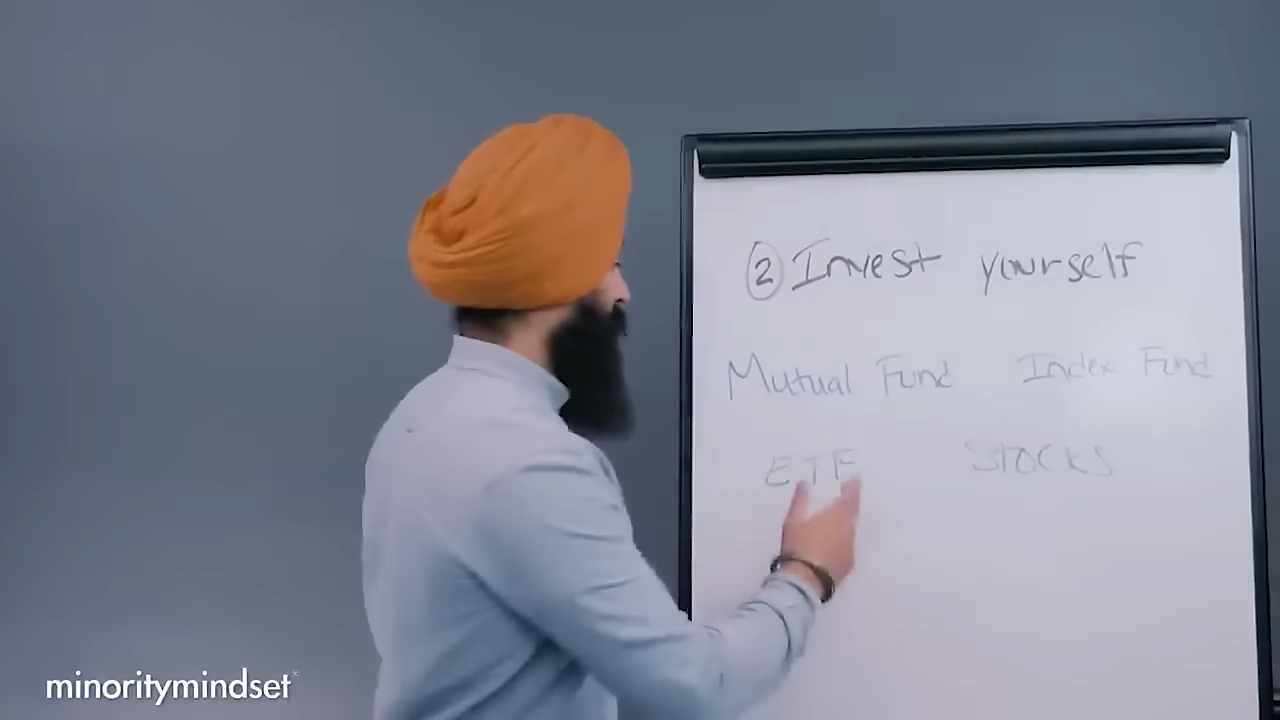 ② Invest yourself
Mutual Fund Index Fund
ETF Stocks
minoritymindset